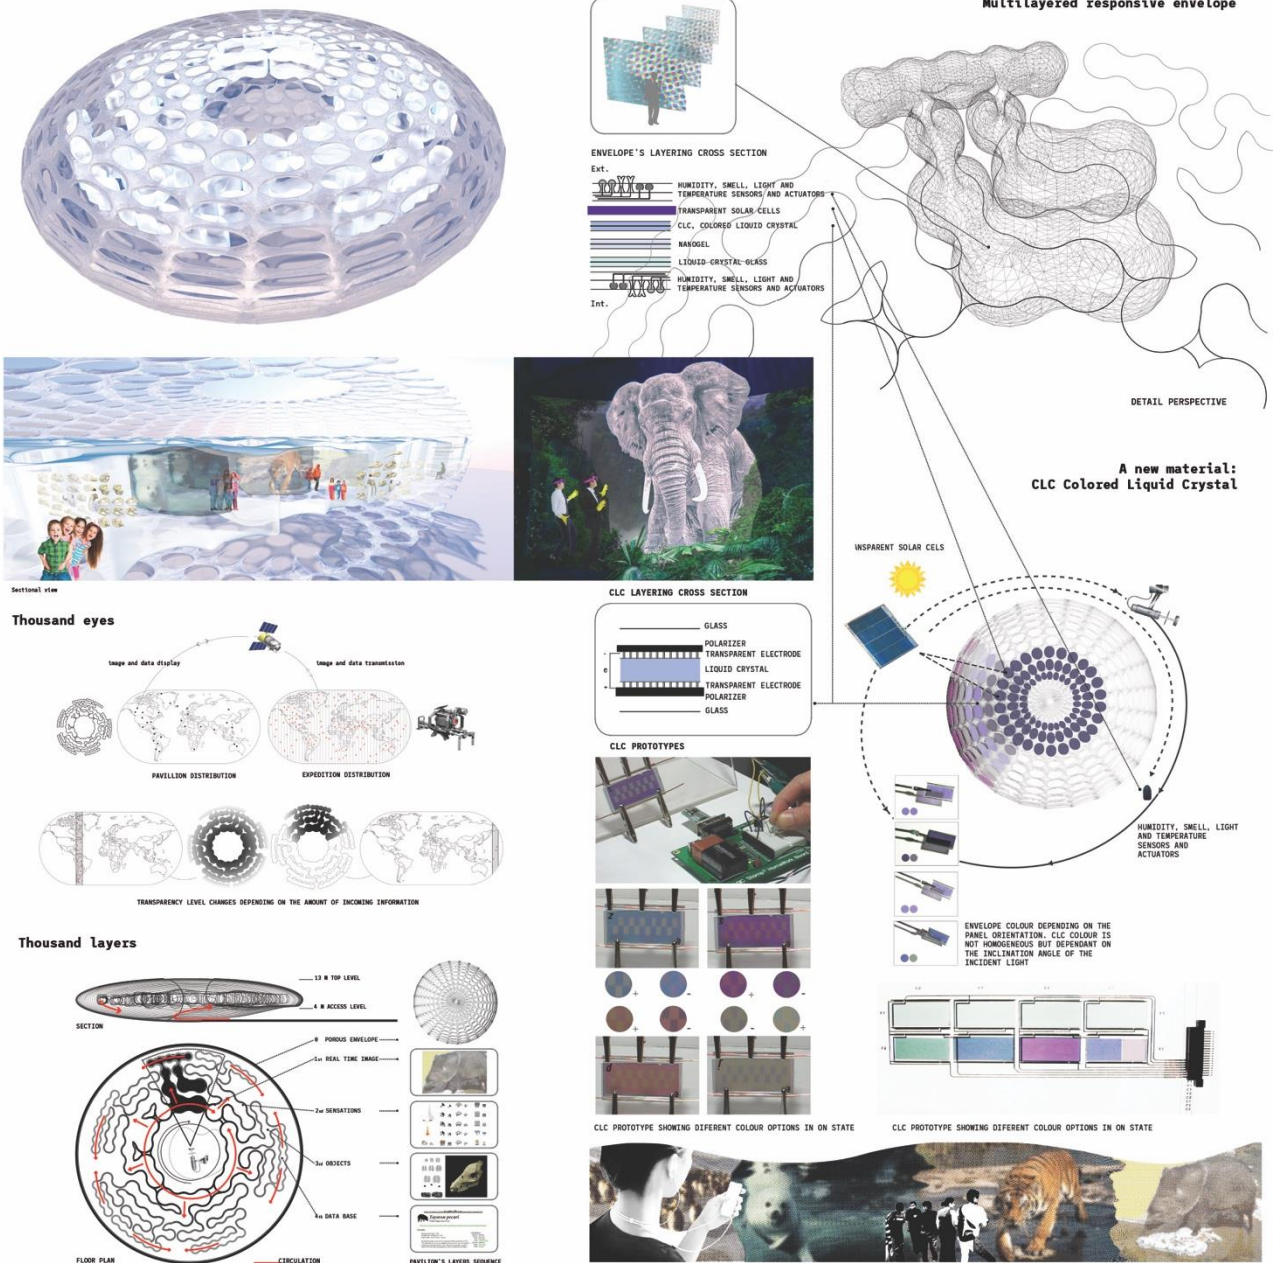 Multilayered responsive envelope
ENVELOPE'S LAYERING CROSS SECTION
Ext.
HUMIDITY, SMELL, LIGHT AND
TEMPERATURE SENSORS AND ACTUATORS
TRANSPARENT SOLAR CELLS
CLC, COLORED LIQUID CRYSTAL
NANOGEL
LIQUID CRYSTAL GLASS
HUMIDITY, SMELL, LIGHT AND
TEMPERATURE SENSORS AND ACTUATORS
Int.
DETAIL PERSPECTIVE
A new material:
CLC Colored Liquid Crystal
NSPARENT SOLAR CELS
Sectional view
CLC LAYERING CROSS SECTION
GLASS
POLARIZER
TRANSPARENT ELECTRODE
LIQUID CRYSTAL
TRANSPARENT ELECTRODE
POLARIZER
GLASS
- e +
Thousand eyes
image and data display
image and data transmission
PAVILLION DISTRIBUTION
EXPEDITION DISTRIBUTION
TRANSPARENCY LEVEL CHANGES DEPENDING ON THE AMOUNT OF INCOMING INFORMATION
CLC PROTOTYPES
HUMIDITY, SMELL, LIGHT
AND TEMPERATURE
SENSORS AND
ACTUATORS
ENVELOPE COLOUR DEPENDING ON THE
PANEL ORIENTATION. CLC COLOUR IS
NOT HOMOGENEOUS BUT DEPENDANT ON
THE INCLINATION ANGLE OF THE
INCIDENT LIGHT
Thousand layers
13 M TOP LEVEL
4 M ACCESS LEVEL
SECTION
0 POROUS ENVELOPE
1st REAL TIME IMAGE
2nd SENSATIONS
3rd OBJECTS
DATA BASE
FLOOR PLAN
CIRCULATION
PAVILION'S LAYERS SEQUENCE
+ - + -
+ - - +
CLC PROTOTYPE SHOWING DIFERENT COLOUR OPTIONS IN ON STATE
CLC PROTOTYPE SHOWING DIFERENT COLOUR OPTIONS IN ON STATE